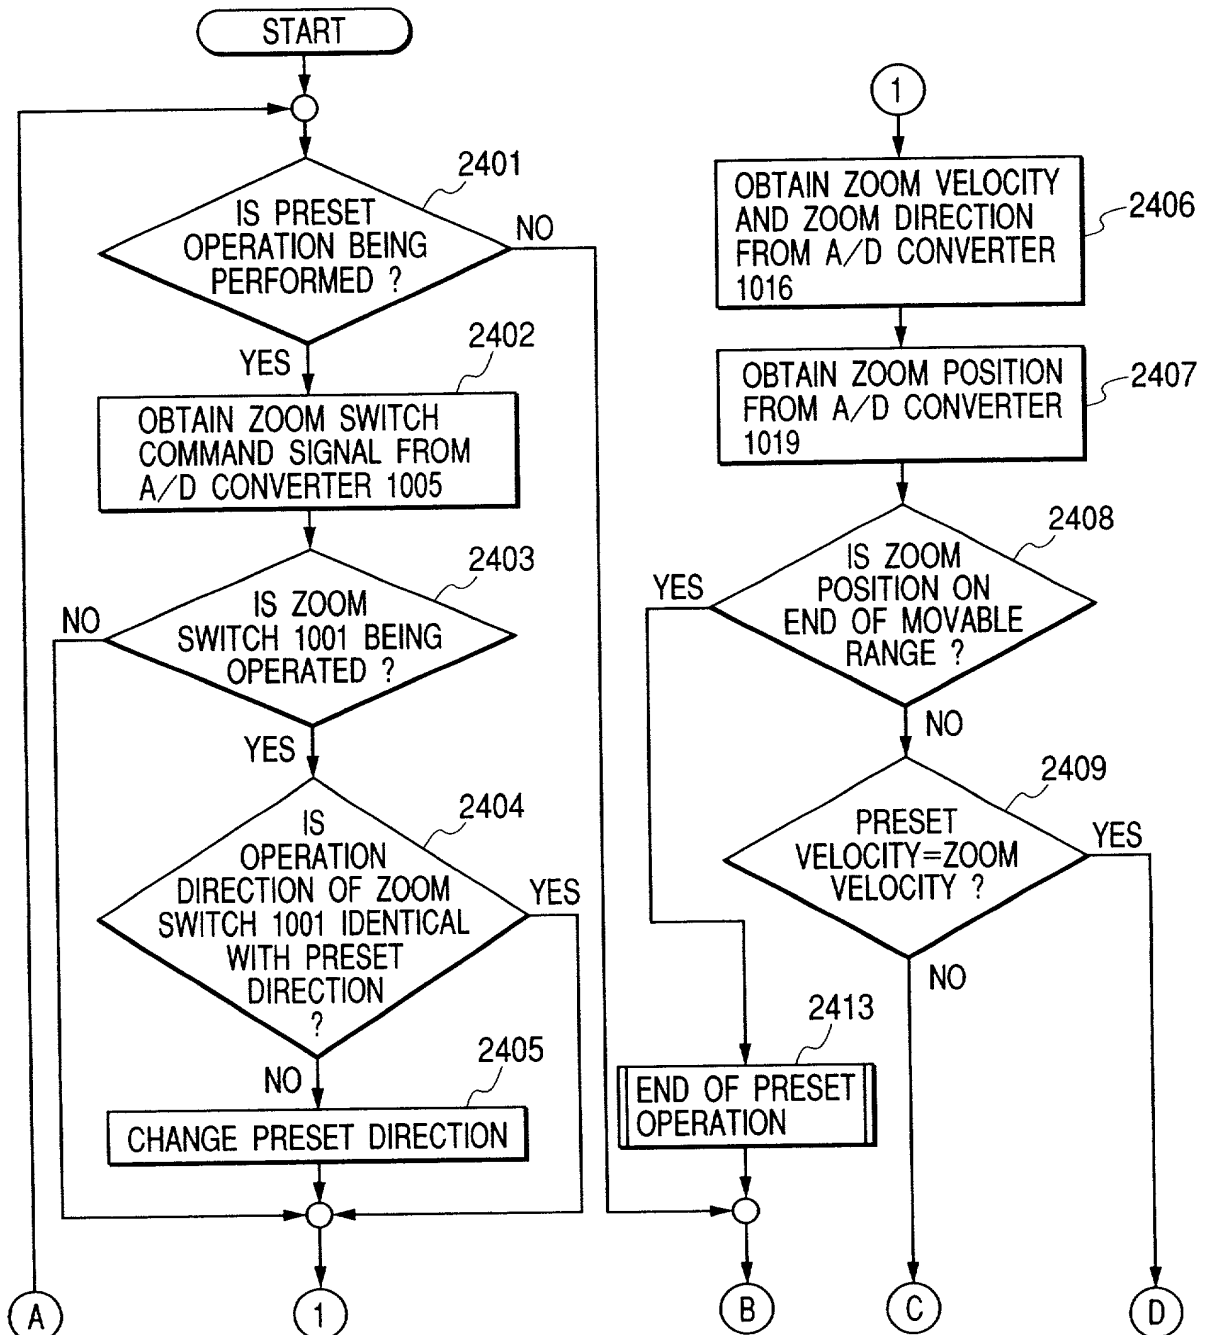 START
2401
IS PRESET
OPERATION BEING
PERFORMED ?
NO
YES
2402
OBTAIN ZOOM SWITCH
COMMAND SIGNAL FROM
A/D CONVERTER 1005
2403
IS ZOOM
SWITCH 1001 BEING
OPERATED ?
NO
YES
2404
IS
OPERATION
DIRECTION OF ZOOM
SWITCH 1001 IDENTICAL
WITH PRESET
DIRECTION
?
YES
NO
2405
CHANGE PRESET DIRECTION
A
1
1
OBTAIN ZOOM VELOCITY
AND ZOOM DIRECTION
FROM A/D CONVERTER
1016
2406
OBTAIN ZOOM POSITION
FROM A/D CONVERTER
1019
2407
2408
IS ZOOM
POSITION ON
END OF MOVABLE
RANGE ?
YES
NO
2409
PRESET
VELOCITY=ZOOM
VELOCITY ?
YES
NO
2413
END OF PRESET
OPERATION
B
C
D